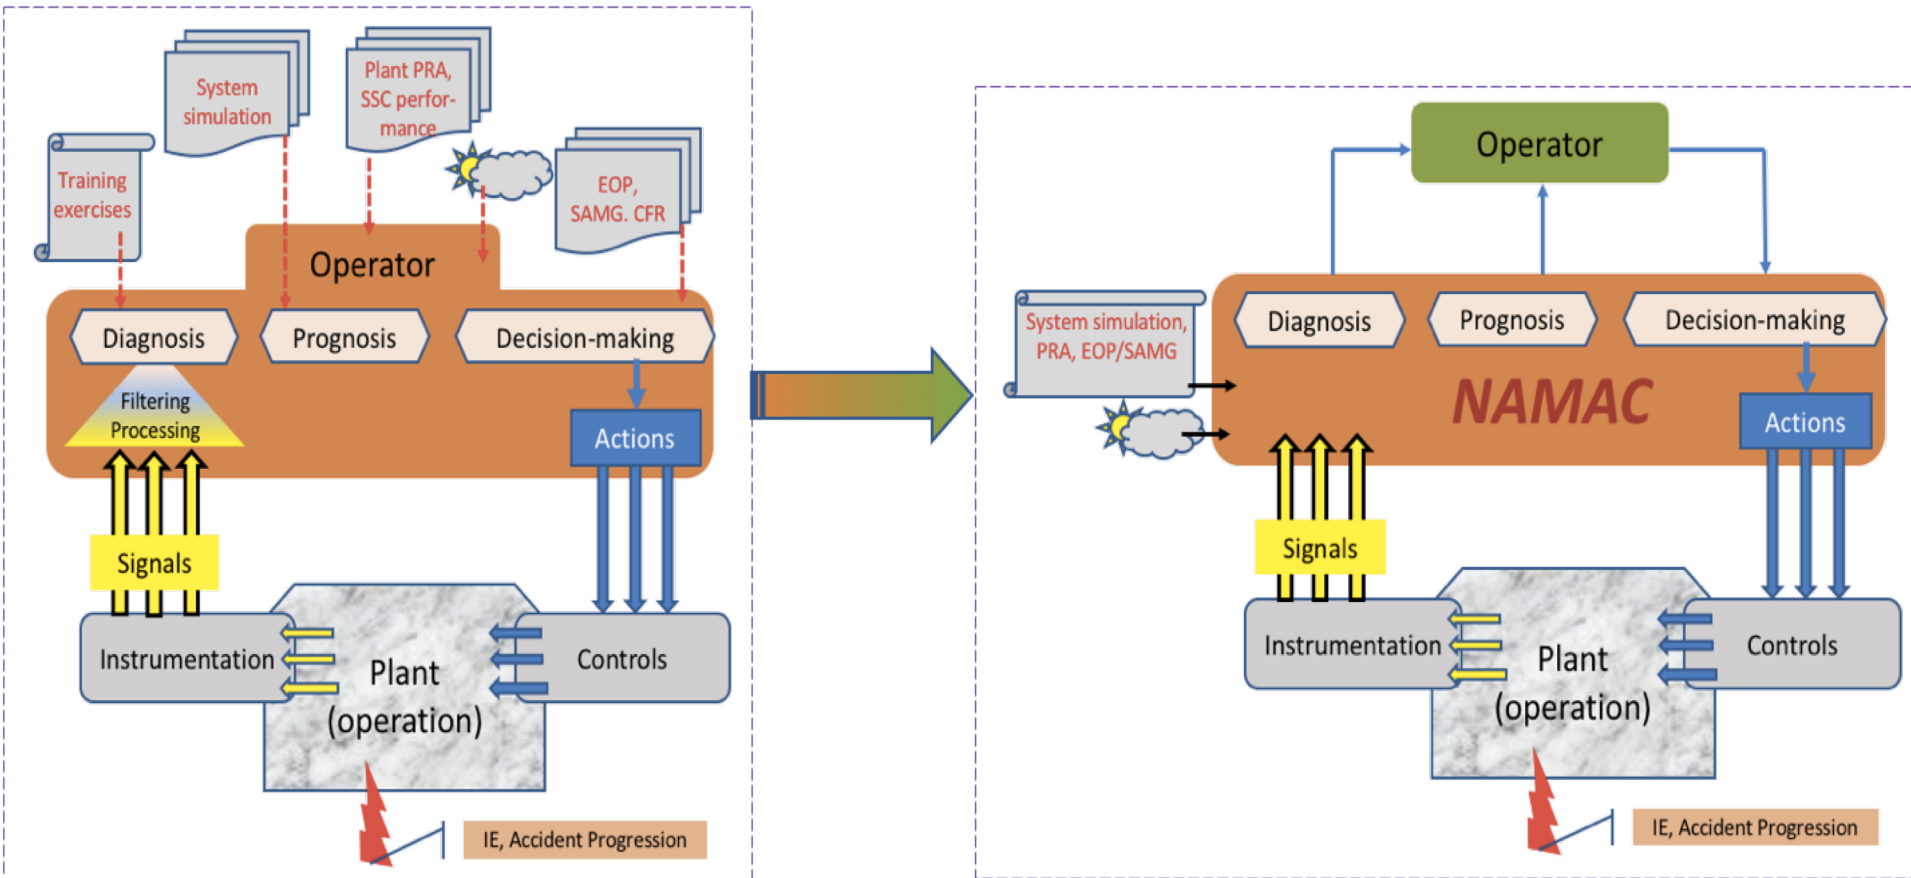 System
simulation
Plant PRA,
SSC perfor-
mance
Training
exercises
EOP,
SAMG. CFR
Operator
Diagnosis
Prognosis
Decision-making
Filtering
Processing
Actions
Signals
Instrumentation
Plant
(operation)
Controls
IE, Accident Progression
Operator
System simulation,
PRA, EOP/SAMG
Diagnosis
Prognosis
Decision-making
NAMAC
Actions
Signals
Instrumentation
Plant
(operation)
Controls
IE, Accident Progression